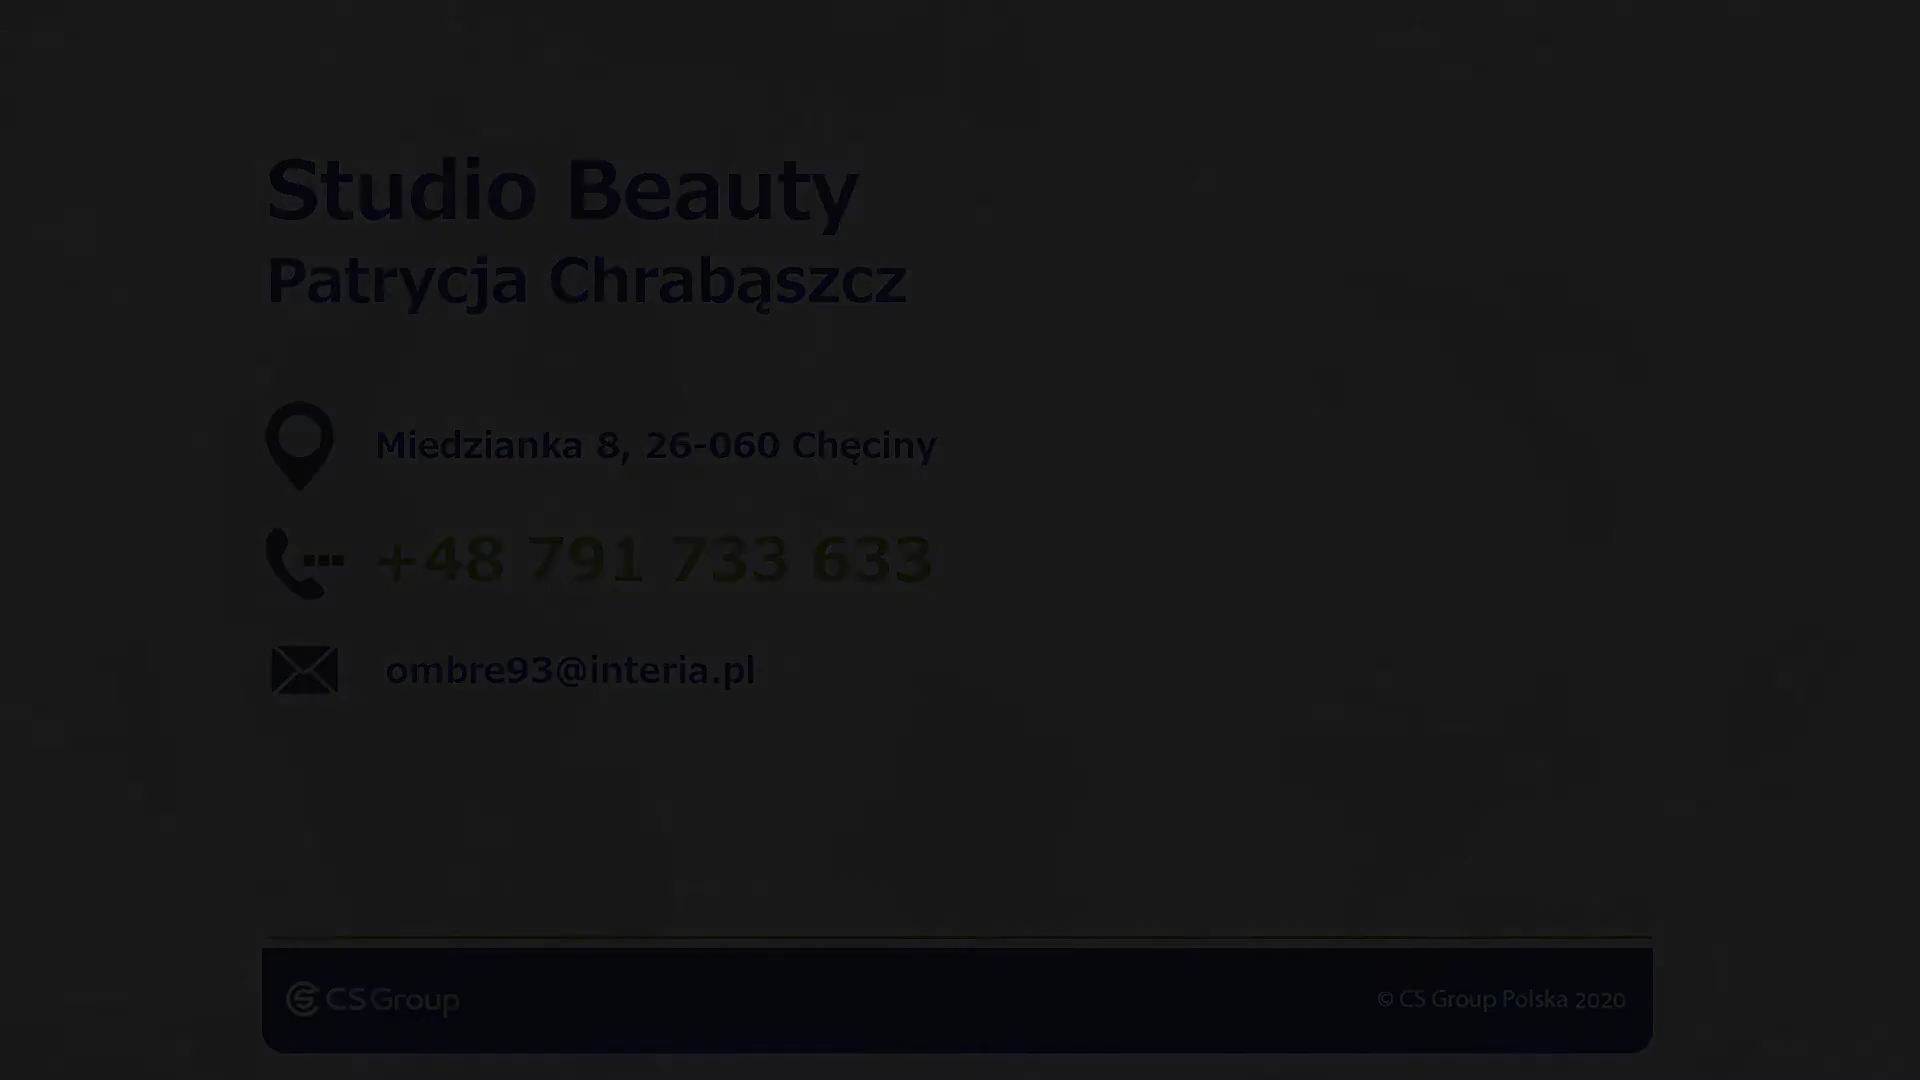 Studio Beauty
Patrycja Chrabąszcz
Miedzianka 8, 26-060 Chęciny
+48 791 733 633
ombre93@interia.pl
CS Group
© CS Group Polska 2020